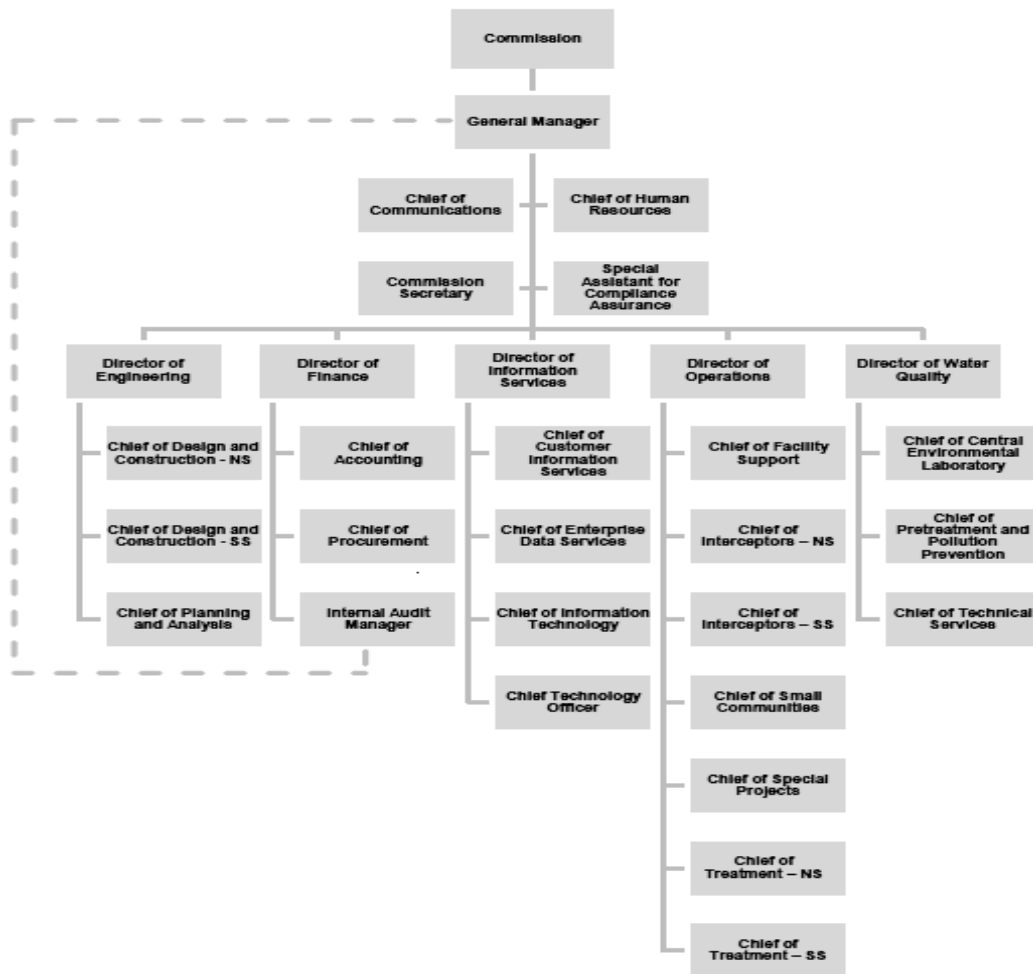 Commission
General Manager
Chief of
Communications
Chief of Human
Resources
Commission
Secretary
Special
Assistant for
Compliance
Assurance
Director of
Engineering
Director of
Finance
Director of
Information
Services
Director of
Operations
Director of Water
Quality
Chief of Design and
Construction - NS
Chief of
Accounting
Chief of
Customer
Information
Services
Chief of Facility
Support
Chief of Central
Environmental
Laboratory
Chief of Design and
Construction - SS
Chief of
Procurement
Chief of Enterprise
Data Services
Chief of
Interceptors – NS
Chief of
Pretreatment and
Pollution
Prevention
Chief of Planning
and Analysis
Internal Audit
Manager
Chief of Information
Technology
Chief of
Interceptors – SS
Chief of Technical
Services
Chief Technology
Officer
Chief of Small
Communities
Chief of Special
Projects
Chief of
Treatment – NS
Chief of
Treatment – SS